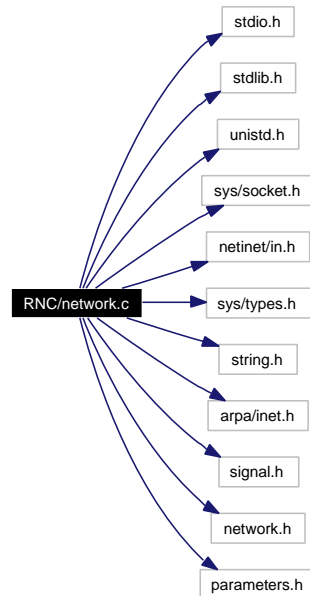 stdio.h
stdlib.h
unistd.h
sys/socket.h
netinet/in.h
RNC/network.c
sys/types.h
string.h
arpa/inet.h
signal.h
network.h
parameters.h